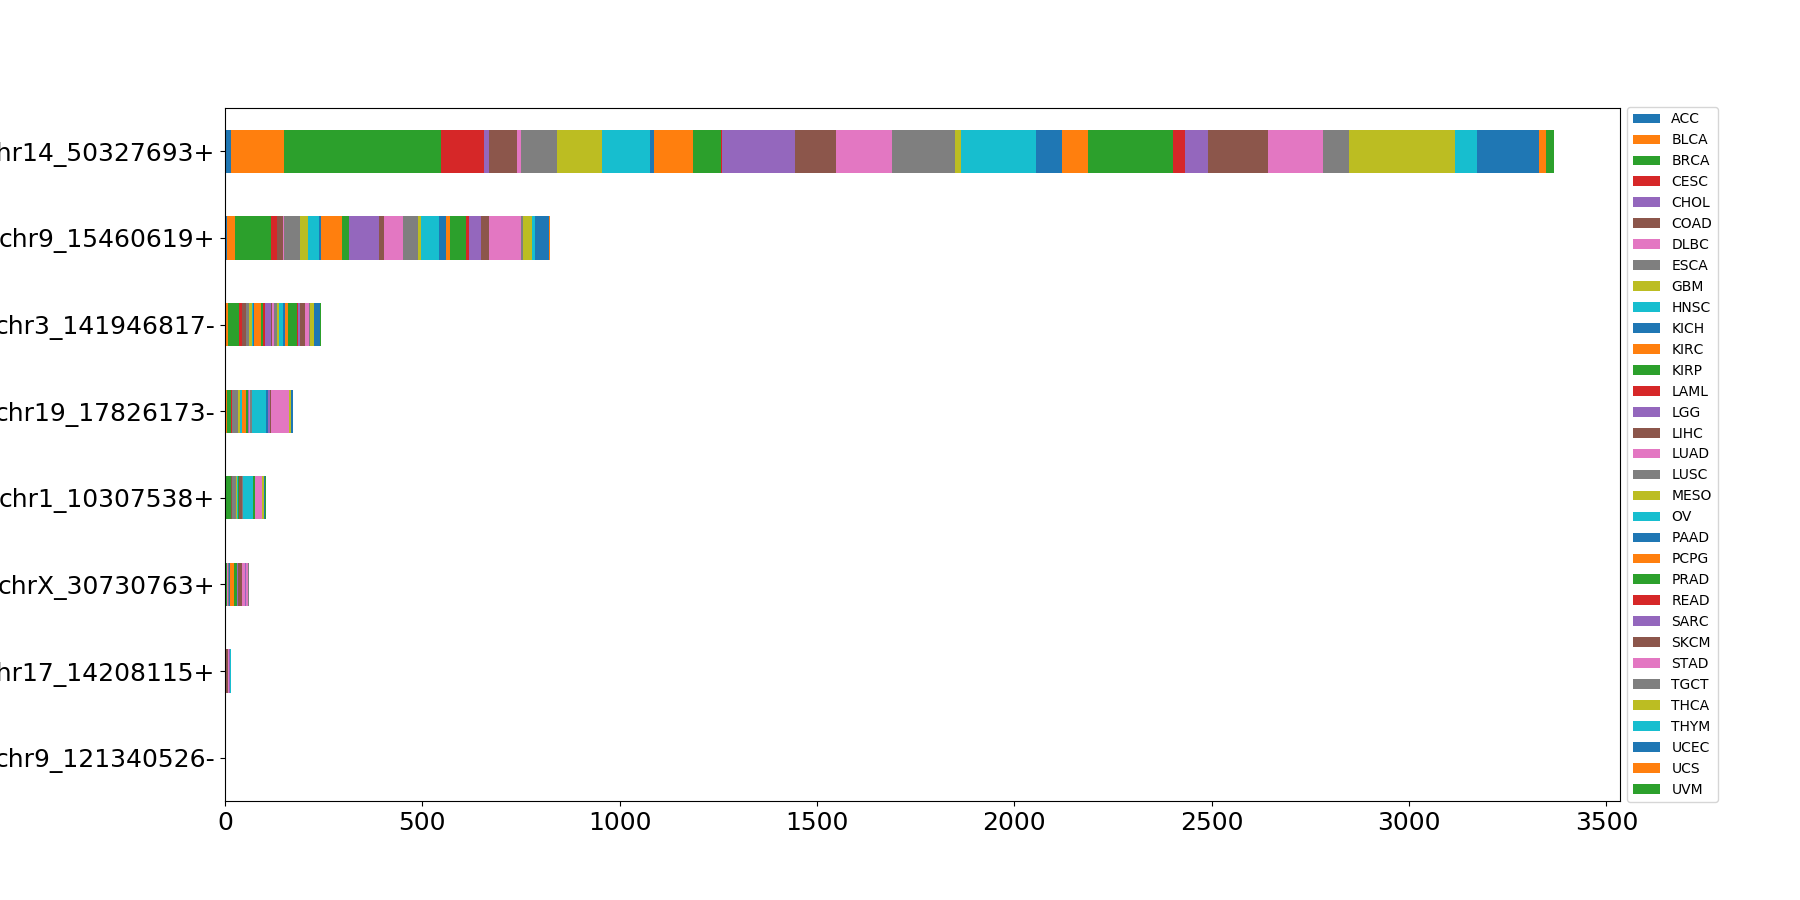 hr14_50327693+
chr9_15460619+
chr3_141946817-
chr19_17826173-
chr1_10307538+
chrX_30730763+
hr17_14208115+
chr9_121340526-
0 500 1000 1500 2000 2500 3000 3500
ACC
BLCA
BRCA
CESC
CHOL
COAD
DLBC
ESCA
GBM
HNSC
KICH
KIRC
KIRP
LAML
LGG
LIHC
LUAD
LUSC
MESO
OV
PAAD
PCPG
PRAD
READ
SARC
SKCM
STAD
TGCT
THCA
THYM
UCEC
UCS
UVM